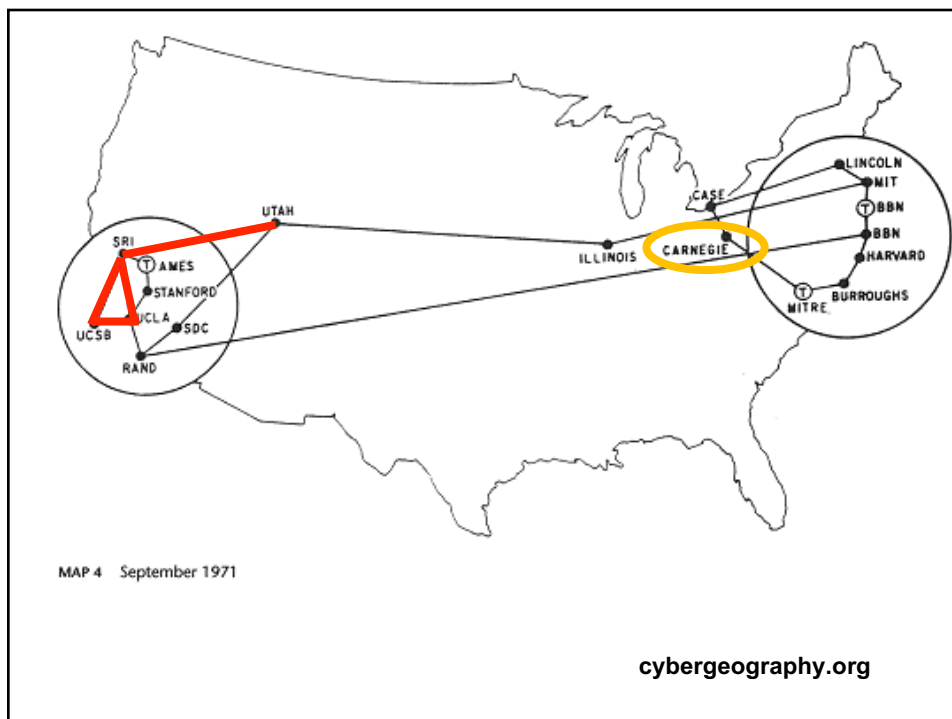 LINCOLN
MIT
CASE
BBN
UTAH
BBN
SRI
CARNEGIE
HARVARD
ILLINOIS
T
AMES
STANFORD
T
BURROUGHS
MITRE
T
UCLA
UCSB
SDC
RAND
MAP 4 September 1971
cybergeography.org